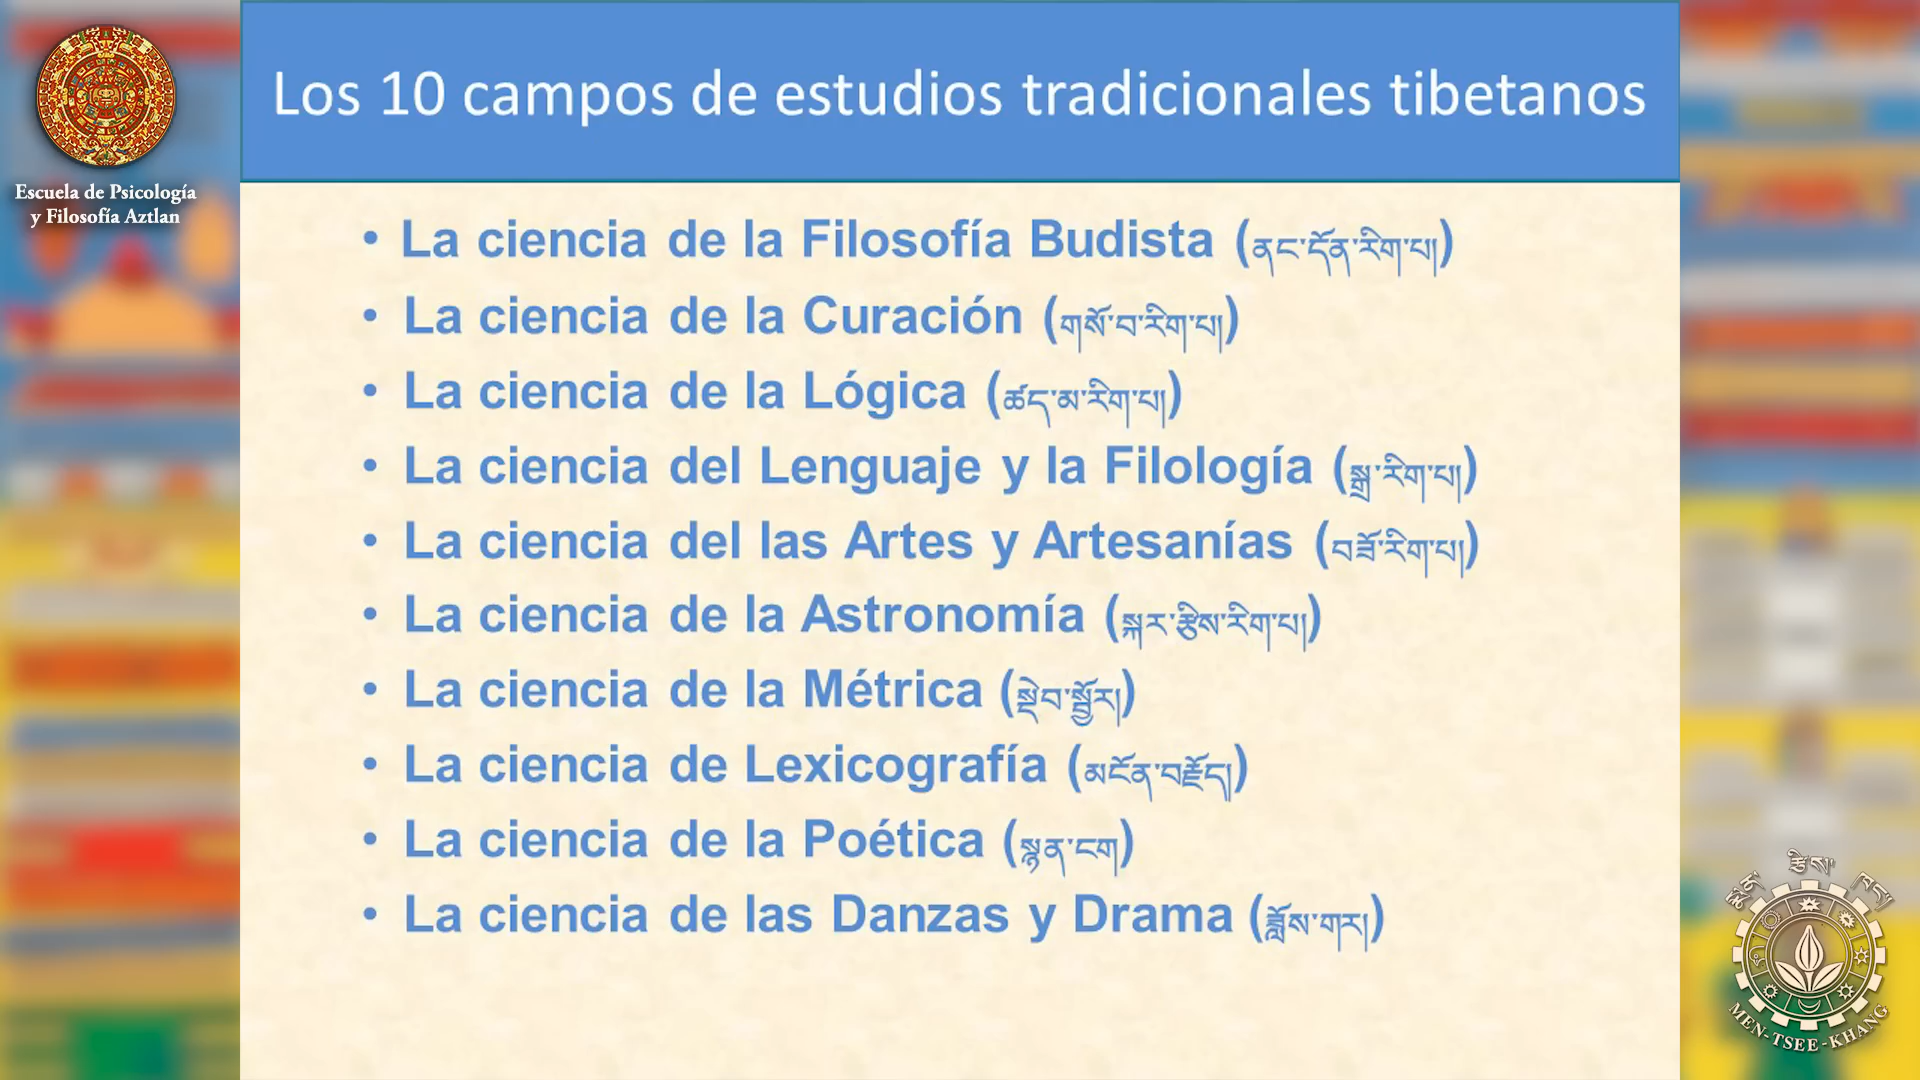 Escuela de Psicología
y Filosofía Aztlan
Los 10 campos de estudios tradicionales tibetanos
• La ciencia de la Filosofía Budista (ནང་དོན་རིག་པ།)
• La ciencia de la Curación (གསོ་བ་རིག་པ།)
• La ciencia de la Lógica (ཚད་མ་རིག་པ།)
• La ciencia del Lenguaje y la Filología (སྒྲ་རིག་པ།)
• La ciencia del las Artes y Artesanías (བཟོ་རིག་པ།)
• La ciencia de la Astronomía (སྐར་རྩིས་རིག་པ།)
• La ciencia de la Métrica (སྡེབ་སྦྱོར།)
• La ciencia de Lexicografía (མངོན་བརྗོད།)
• La ciencia de la Poética (སྙན་ངག)
• La ciencia de las Danzas y Drama (ཟློས་གར།)
སྨན་ རྩིས། ཁང་
MEN-TSEE-KHANG